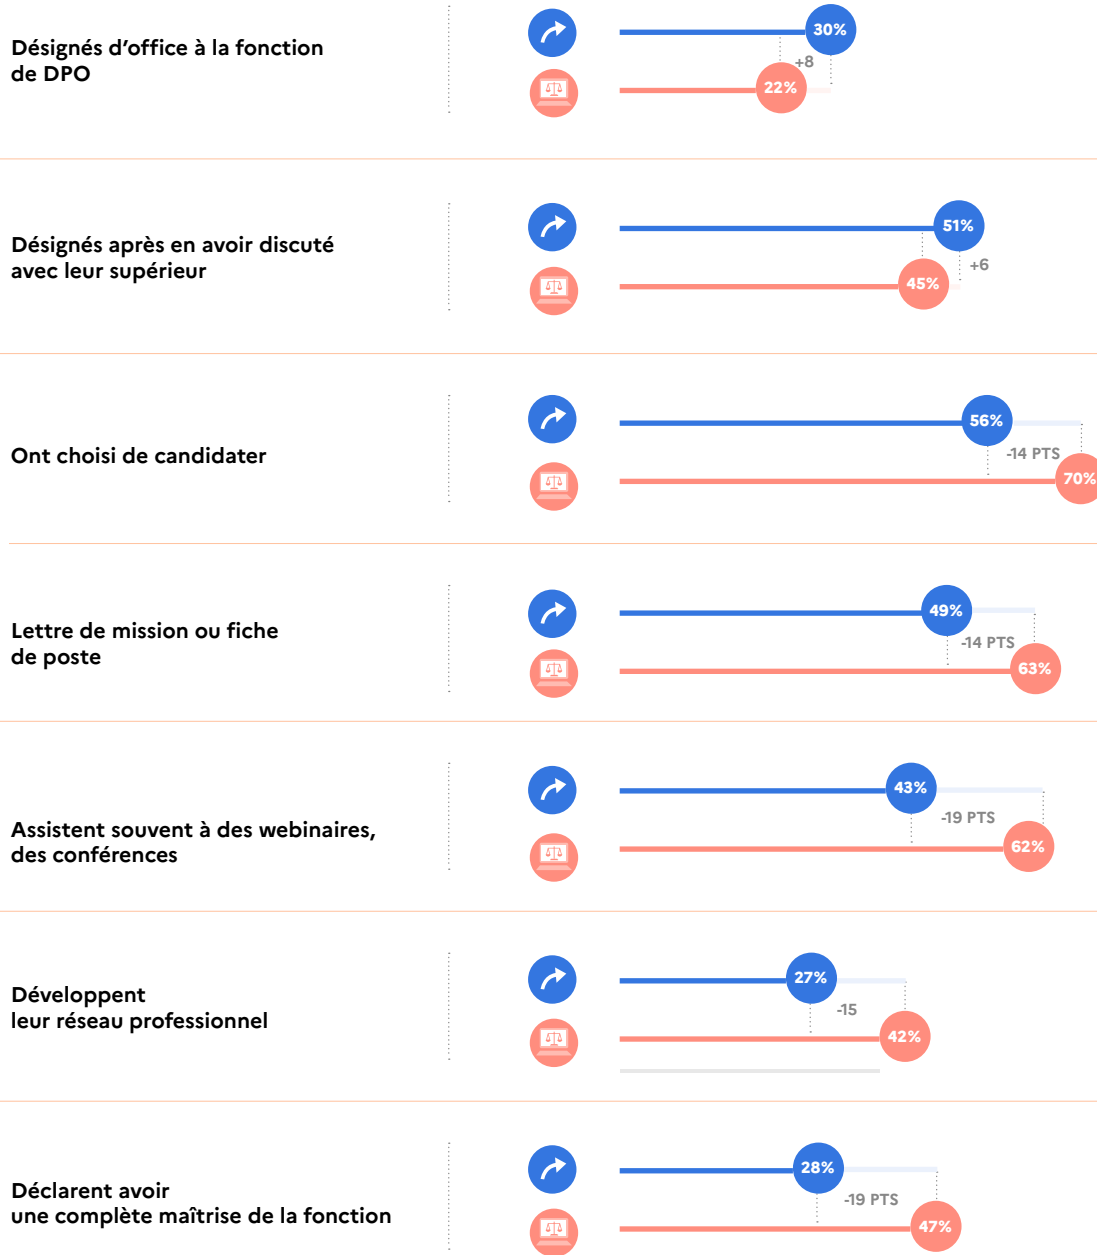 Désignés d’office à la fonction
de DPO
30%
+8
22%
Désignés après en avoir discuté
avec leur supérieur
51%
+6
45%
Ont choisi de candidater
56%
-14 PTS
70%
Lettre de mission ou fiche
de poste
49%
-14 PTS
63%
Assistent souvent à des webinaires,
des conférences
43%
-19 PTS
62%
Développent
leur réseau professionnel
27%
-15
42%
Déclarent avoir
une complète maîtrise de la fonction
28%
-19 PTS
47%